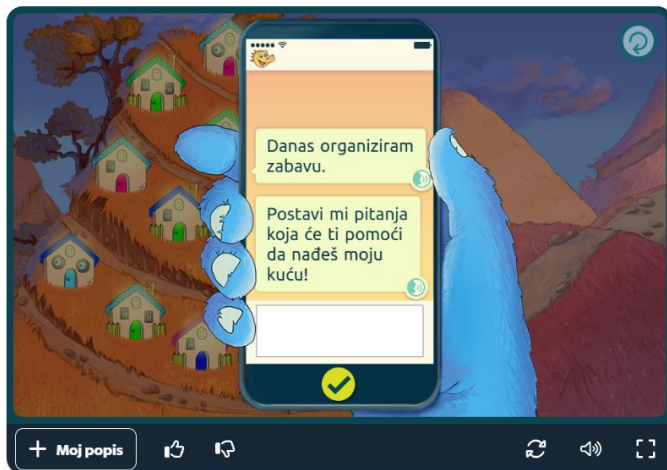 Danas organiziram
zabavu.
Postavi mi pitanja
koja će ti pomoći
da nađeš moju
kuću!
Moj popis